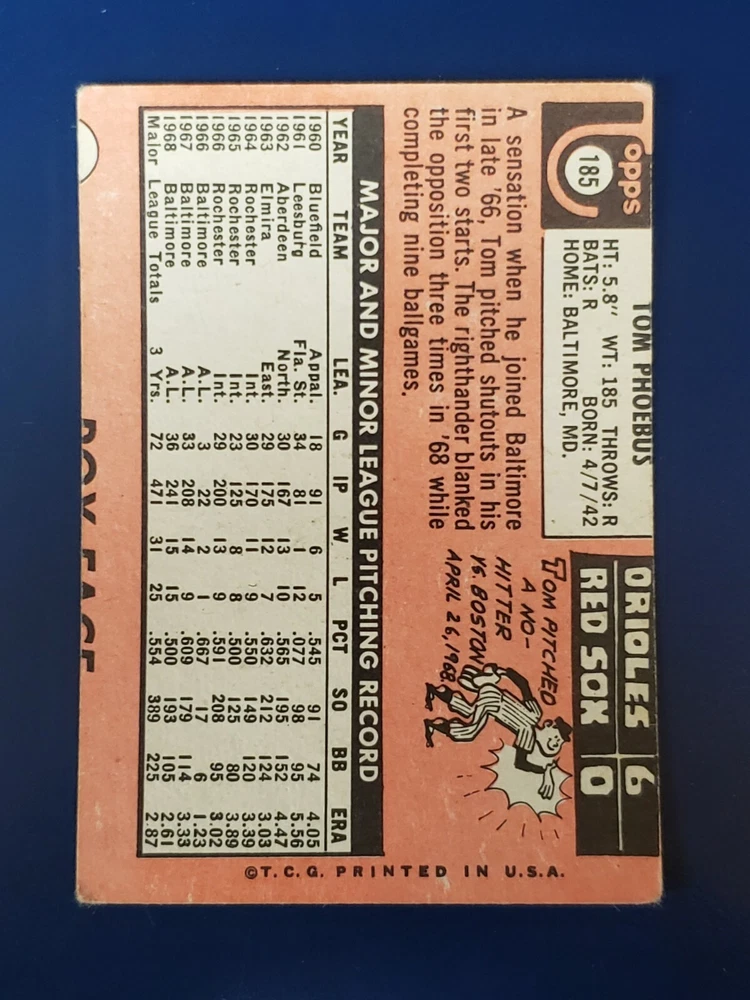 opps
185
TOM PHOEBUS
HT: 5.8" WT: 185 THROWS: R
BATS: R BORN: 4/7/42
HOME: BALTIMORE, MD.
ORIOLES 6
RED SOX 0
A sensation when he joined Baltimore
in late '66, Tom pitched shutouts in his
first two starts. The righthander blanked
the opposition three times in '68 while
completing nine ballgames.
TOM PITCHED
A NO-
HITTER
VS. BOSTON
APRIL 26, 1968.
MAJOR AND MINOR LEAGUE PITCHING RECORD
YEAR TEAM LEA. G IP W L PCT SO BB ERA
1960 Bluefield Appal. 18 91 6 5 .545 91 74 4.05
1961 Leesburg Fla. St. 34 81 1 12 .077 98 95 5.56
1962 Aberdeen North. 30 167 13 10 .565 195 152 4.47
1963 Elmira East. 29 175 12 7 .632 212 124 3.03
1964 Rochester Int. 30 170 11 9 .550 149 120 3.39
1965 Rochester Int. 23 125 8 8 .500 125 80 3.89
1966 Rochester Int. 29 200 13 9 .591 208 95 3.02
1966 Baltimore A.L. 3 22 2 1 .667 17 6 1.23
1967 Baltimore A.L. 33 208 14 9 .609 179 114 3.33
1968 Baltimore A.L. 36 241 15 15 .500 193 105 2.61
Major League Totals 3 Yrs. 72 471 31 25 .554 389 225 2.87
©T.C.G. PRINTED IN U.S.A.